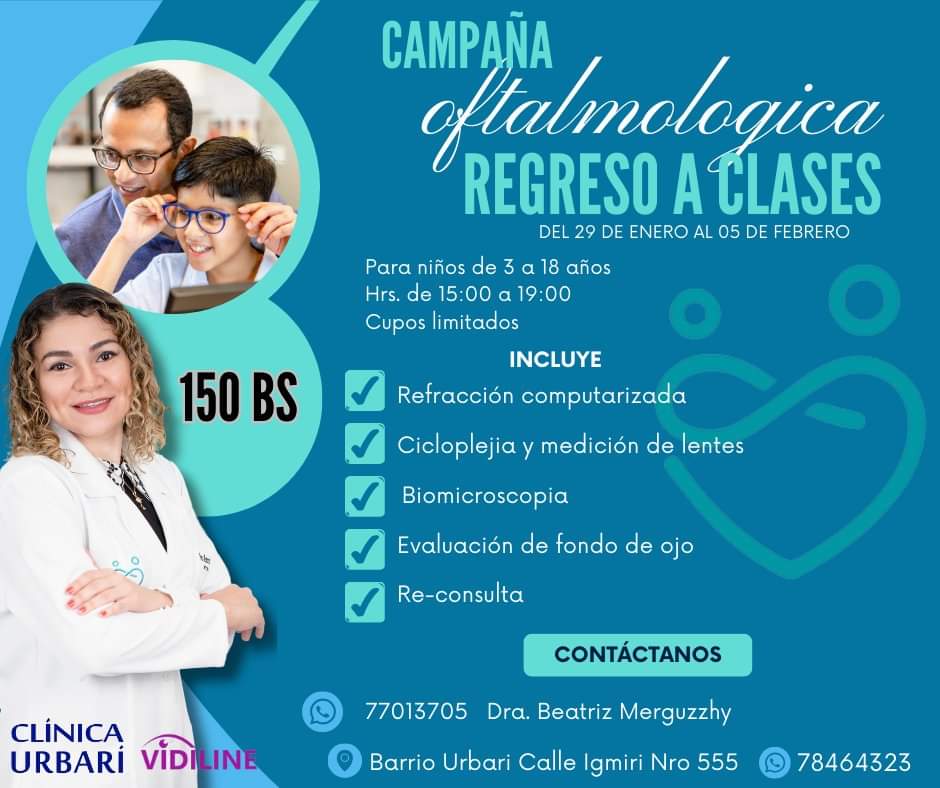 CAMPAÑA
oftalmologica
REGRESO A CLASES
DEL 29 DE ENERO AL 05 DE FEBRERO
Para niños de 3 a 18 años
Hrs. de 15:00 a 19:00
Cupos limitados
150 BS
INCLUYE
Refracción computarizada
Cicloplejia y medición de lentes
Biomicroscopia
Evaluación de fondo de ojo
Re-consulta
CONTÁCTANOS
77013705 Dra. Beatriz Merguzzhy
Barrio Urbari Calle Igmiri Nro 555 78464323
CLÍNICA
URBARÍ
VIDILINE